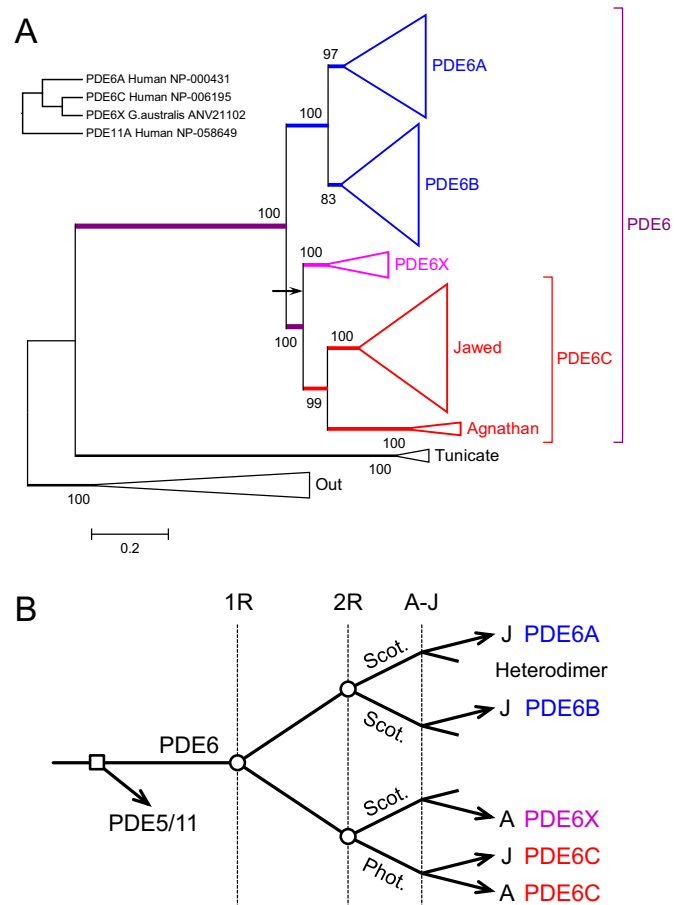 A
PDE6A Human NP-000431
PDE6C Human NP-006195
PDE6X G.australis ANV21102
PDE11A Human NP-058649
97
PDE6A
100
PDE6B
83
PDE6
100
100
PDE6X
100
100
Jawed
PDE6C
99
Agnathan
100
Tunicate
100
Out
100
0.2
B
1R
2R
A-J
Scot.
J PDE6A
Heterodimer
Scot.
J PDE6B
PDE6
PDE5/11
Scot.
A PDE6X
Phot.
J PDE6C
A PDE6C